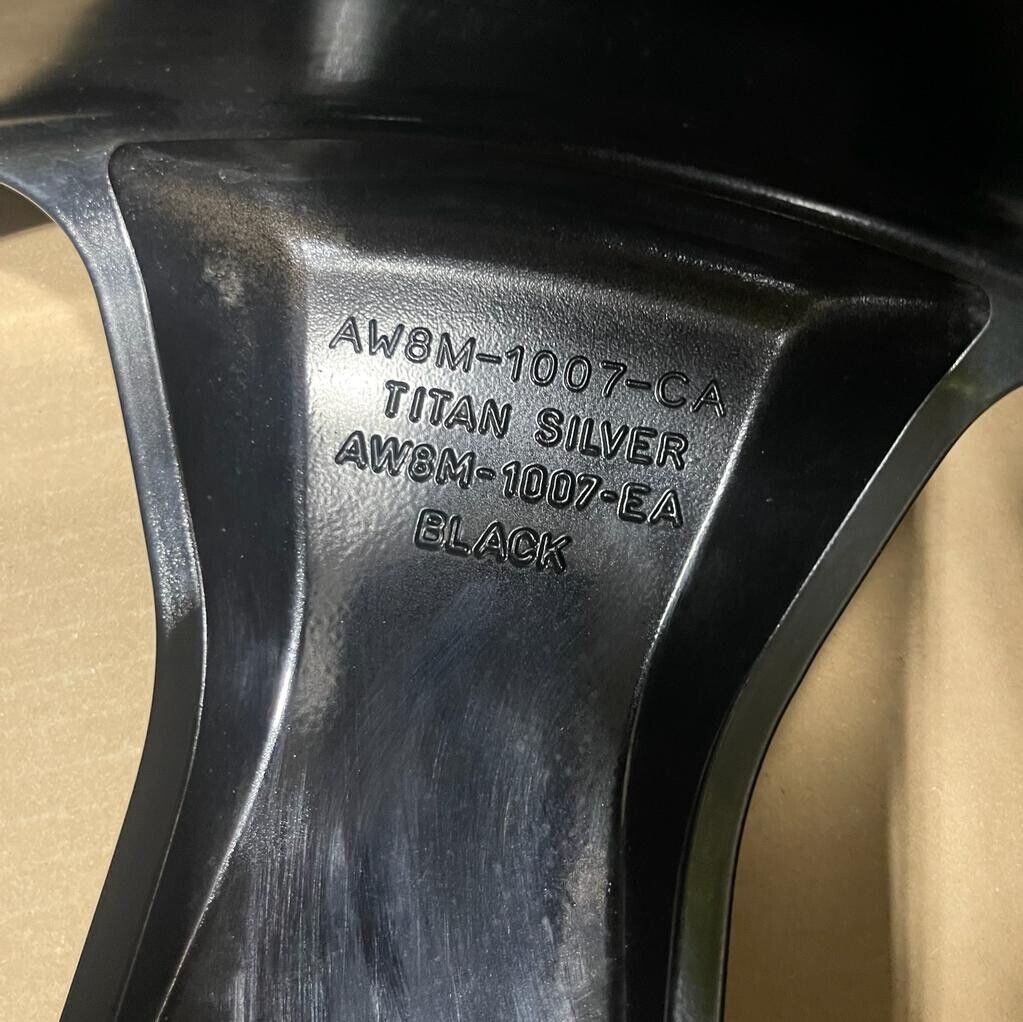 AW8M-1007-CA
TITAN SILVER
AW8M-1007-EA
BLACK